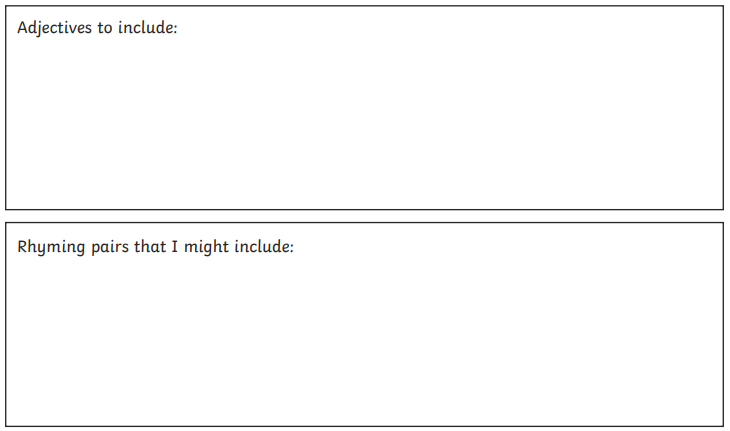 Adjectives to include:
Rhyming pairs that I might include: